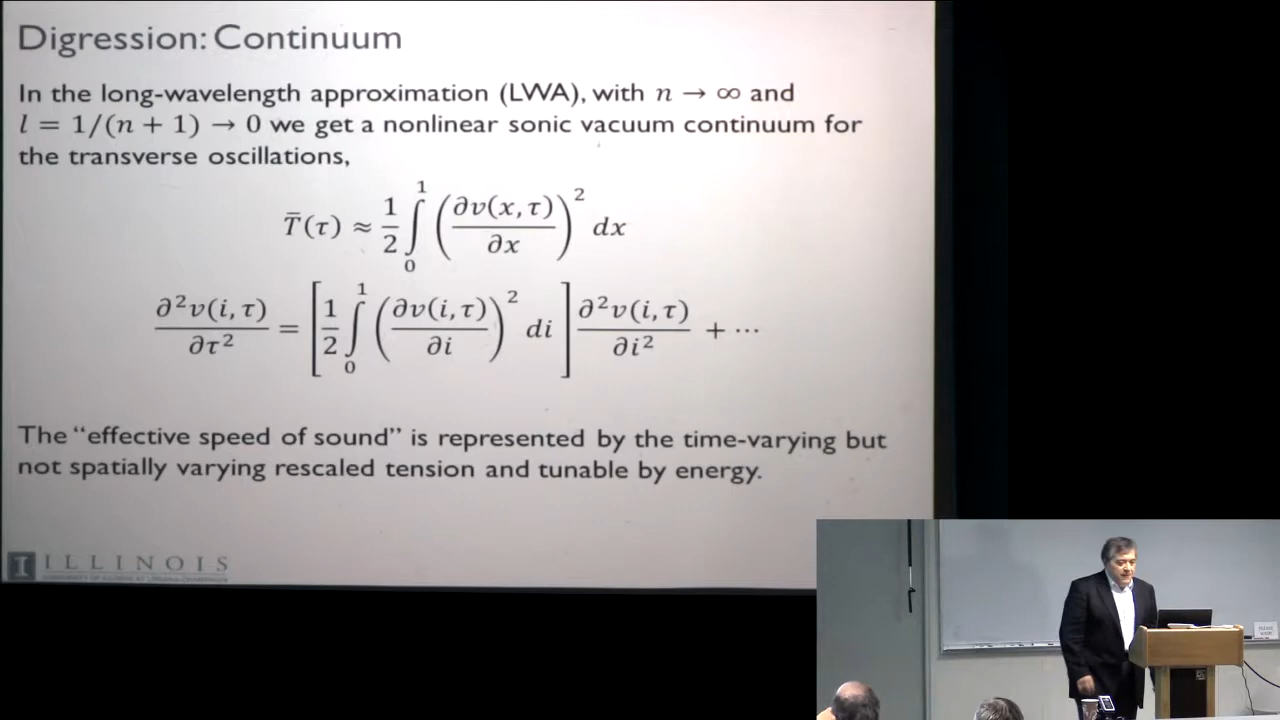 Digression: Continuum
In the long-wavelength approximation (LWA), with n → ∞ and
l = 1/(n + 1) → 0 we get a nonlinear sonic vacuum continuum for
the transverse oscillations,
T̄(τ) ≈ 1/2 ∫₀¹ (∂v(x, τ)/∂x)² dx
∂²v(i, τ)/∂τ² = [1/2 ∫₀¹ (∂v(i, τ)/∂i)² di] ∂²v(i, τ)/∂i² + ⋯
The “effective speed of sound” is represented by the time-varying but
not spatially varying rescaled tension and tunable by energy.
I ILLINOIS